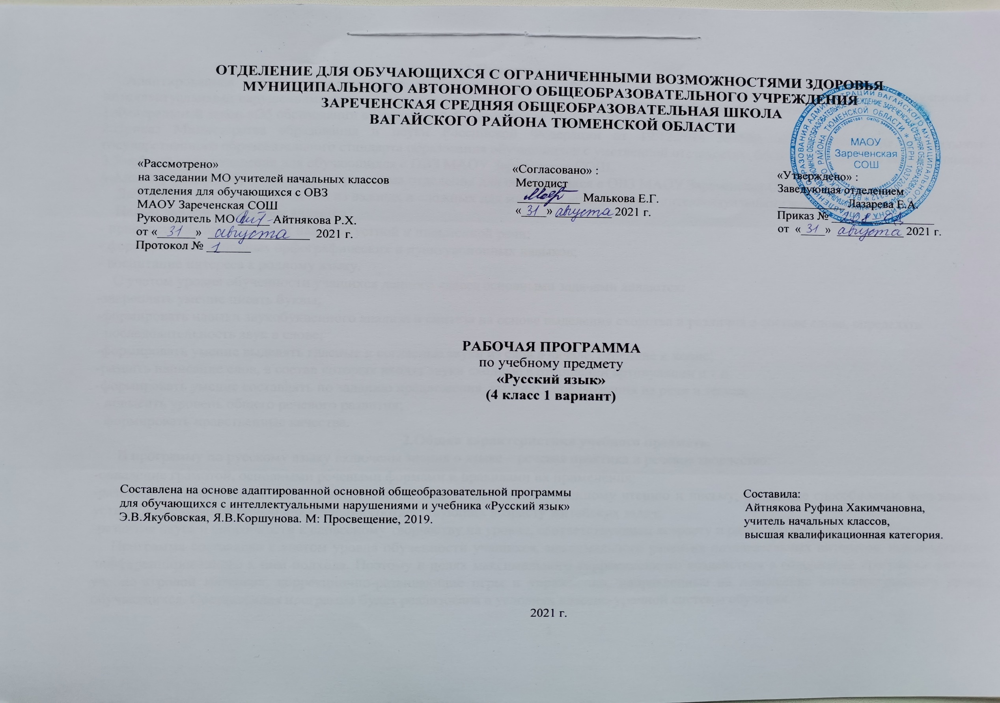 ОТДЕЛЕНИЕ ДЛЯ ОБУЧАЮЩИХСЯ С ОГРАНИЧЕННЫМИ ВОЗМОЖНОСТЯМИ ЗДОРОВЬЯ
МУНИЦИПАЛЬНОГО АВТОНОМНОГО ОБЩЕОБРАЗОВАТЕЛЬНОГО УЧРЕЖДЕНИЯ
ЗАРЕЧЕНСКАЯ СРЕДНЯЯ ОБЩЕОБРАЗОВАТЕЛЬНАЯ ШКОЛА
ВАГАЙСКОГО РАЙОНА ТЮМЕНСКОЙ ОБЛАСТИ
«Рассмотрено»
на заседании МО учителей начальных классов
отделения для обучающихся с ОВЗ
МАОУ Зареченская СОШ
Руководитель МО ______ Айтнякова Р.Х.
от «31» августа 2021 г.
Протокол № 1
«Согласовано» :
Методист
__________ Малькова Е.Г.
«31» августа 2021 г.
МАОУ
Зареченская
СОШ
«Утверждено» :
Заведующая отделением
__________ Лазарева Е.А.
Приказ №
от «31» августа 2021 г.
РАБОЧАЯ ПРОГРАММА
по учебному предмету
«Русский язык»
(4 класс 1 вариант)
Составлена на основе адаптированной основной общеобразовательной программы
для обучающихся с интеллектуальными нарушениями и учебника «Русский язык»
Э.В.Якубовская, Я.В.Коршунова. М: Просвещение, 2019.
Составила:
Айтнякова Руфина Хакимчановна,
учитель начальных классов,
высшая квалификационная категория.
2021 г.